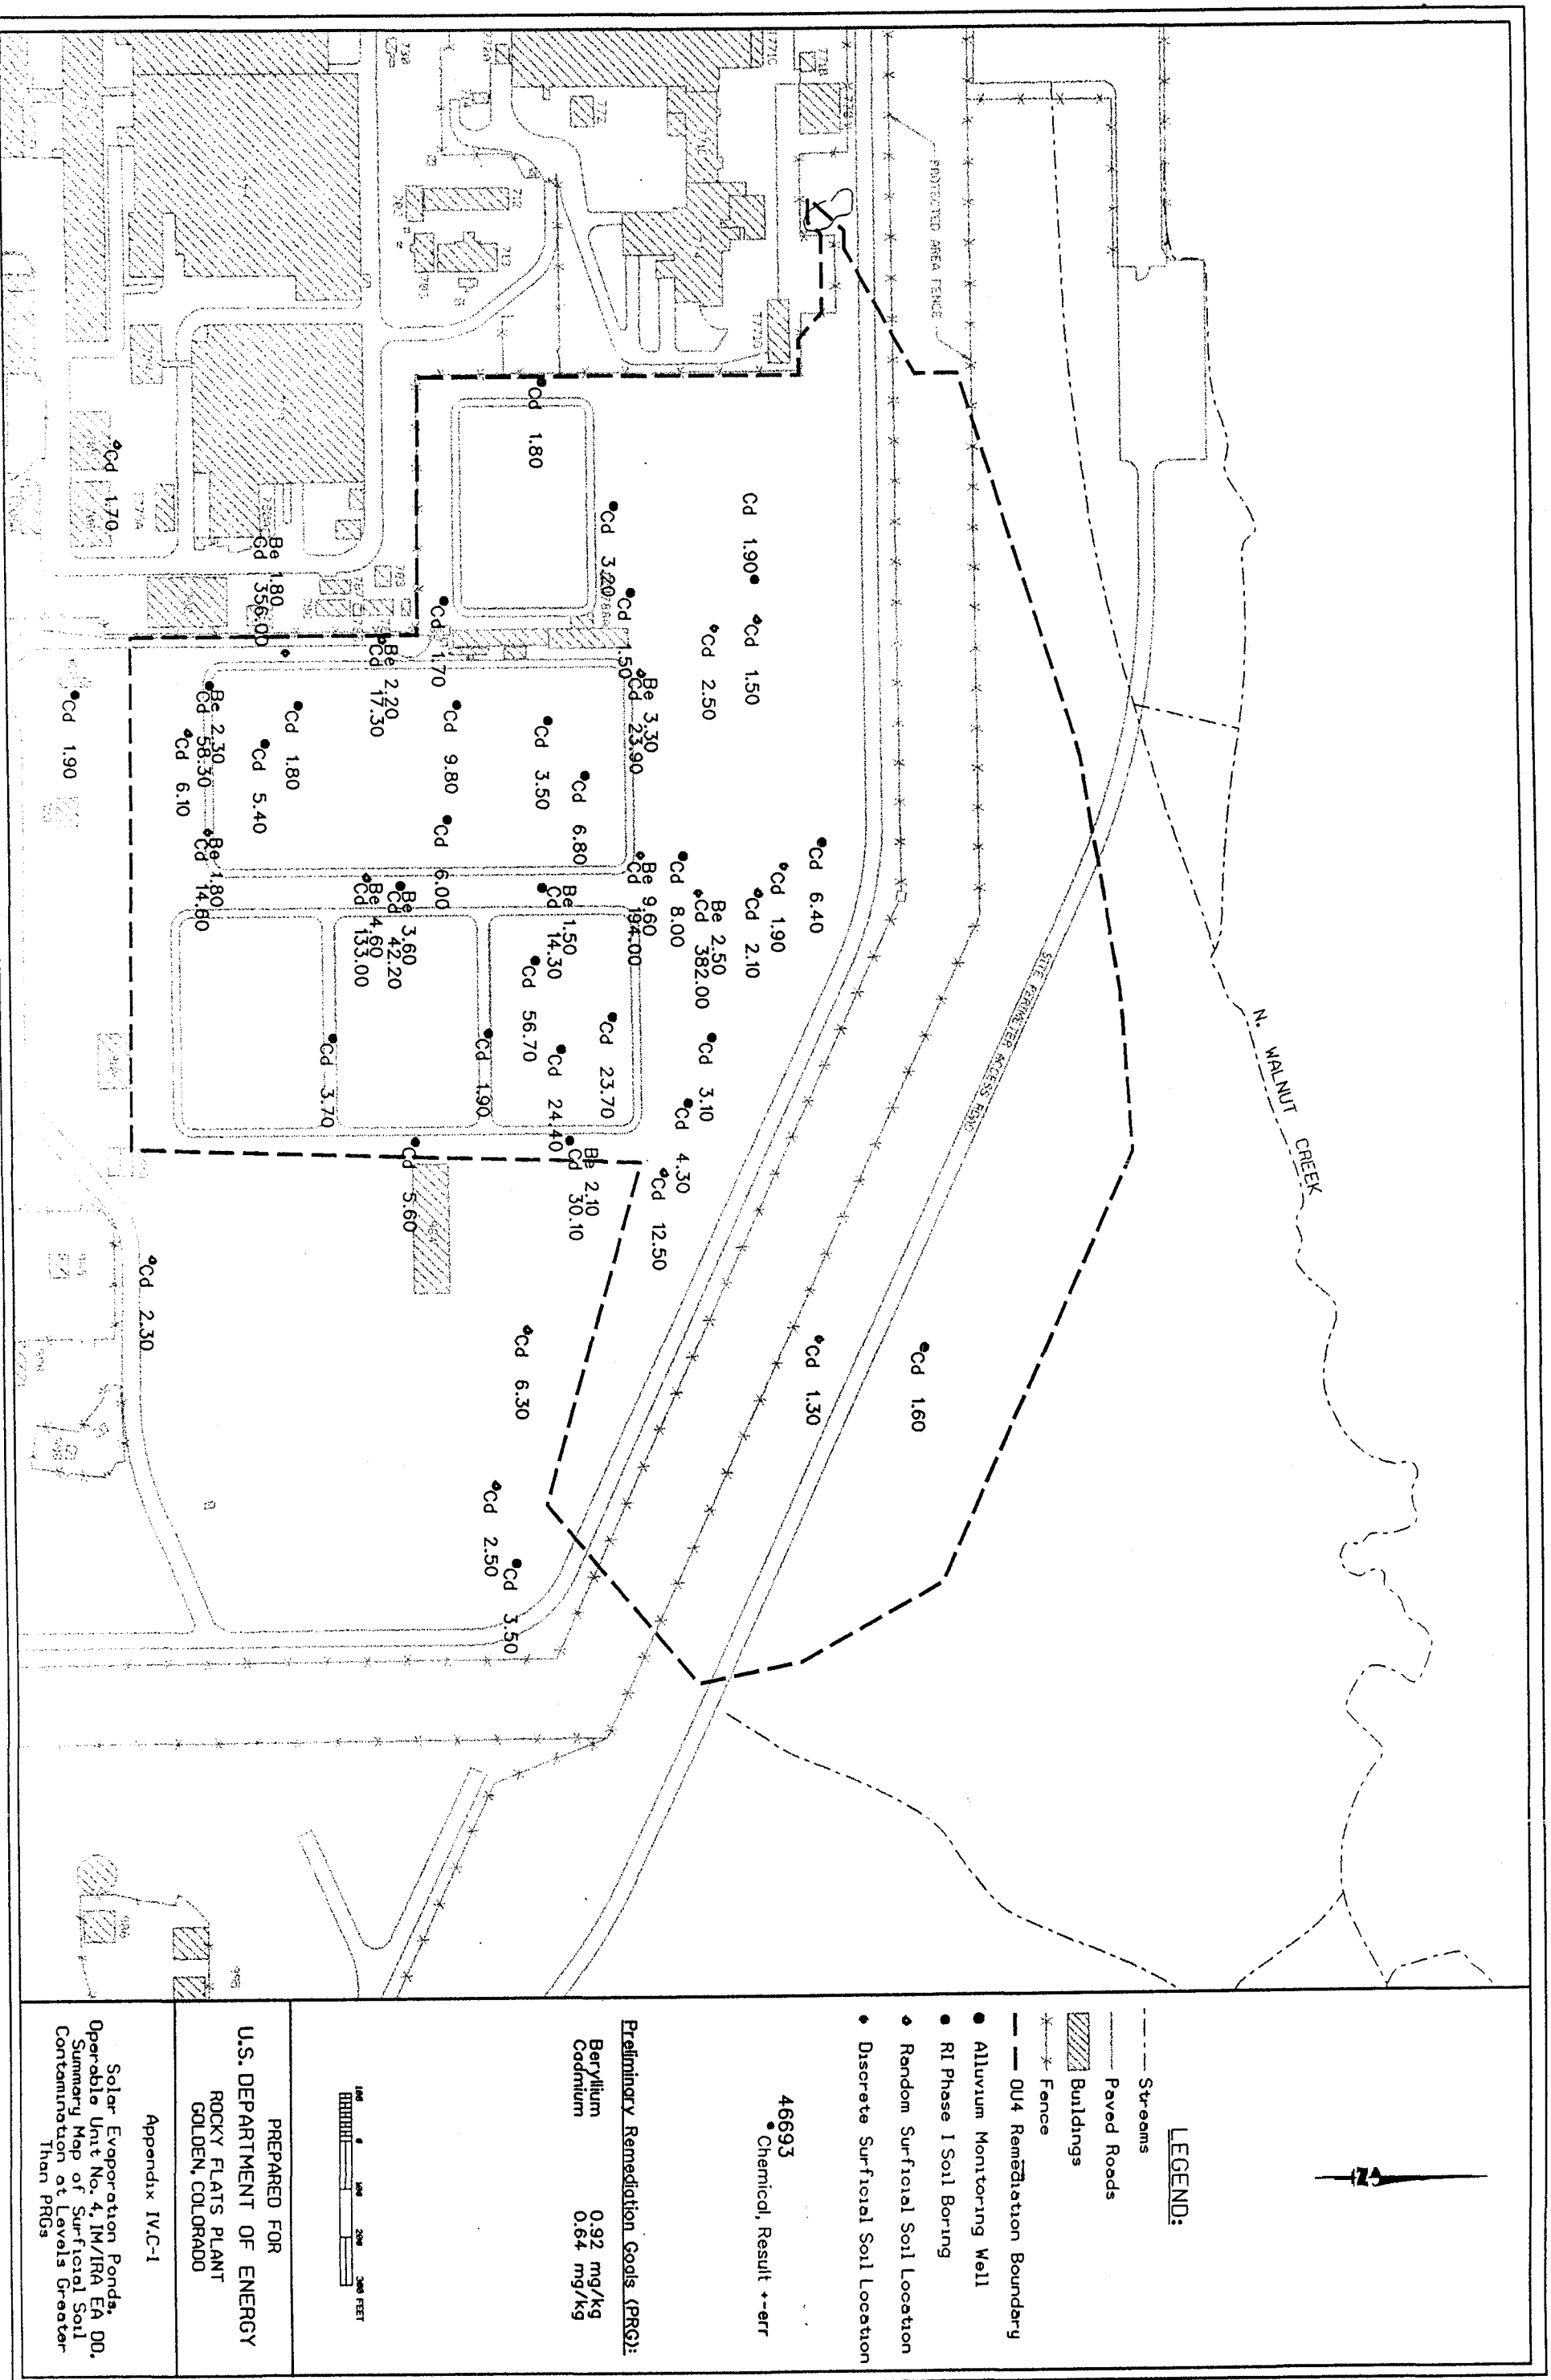 PROTECTED AREA FENCE
SITE PERIMETER ACCESS ROAD
N. WALNUT CREEK
Cd 1.80
Cd 3.20
Cd 1.90
Cd 1.50
Cd 2.50
Cd 1.50
Cd 1.70
Cd 1.70
Be 1.80
Cd 356.00
Be 2.20
Cd 17.30
Be 3.30
Cd 23.90
Cd 1.90
Be 2.30
Cd 58.30
Cd 6.10
Cd 1.80
Cd 5.40
Cd 9.80
Cd 3.50
Cd 6.80
Cd 6.00
Be 1.80
Cd 14.60
Be 3.60
Cd 42.20
Be 4.60
Cd 133.00
Be 1.50
Cd 14.30
Be 9.60
Cd 194.00
Cd 8.00
Be 2.50
Cd 382.00
Cd 2.10
Cd 1.90
Cd 6.40
Cd 56.70
Cd 23.70
Cd 24.40
Cd 3.10
Cd 4.30
Cd 3.70
Cd 1.90
Cd 5.60
Be 2.10
Cd 30.10
Cd 12.50
Cd 2.30
Cd 6.30
Cd 1.30
Cd 1.60
Cd 2.50
Cd 3.50
LEGEND:
Streams
Paved Roads
Buildings
Fence
OU4 Remediation Boundary
Alluvium Monitoring Well
RI Phase I Soil Boring
Random Surficial Soil Location
Discrete Surficial Soil Location
46693
Chemical, Result +-err
Preliminary Remediation Goals (PRG):
Beryllium 0.92 mg/kg
Cadmium 0.64 mg/kg
100 0 100 200 300 FEET
PREPARED FOR
U.S. DEPARTMENT OF ENERGY
ROCKY FLATS PLANT
GOLDEN, COLORADO
Appendix IV.C-1
Solar Evaporation Ponds,
Operable Unit No. 4, IM/IRA EA DD,
Summary Map of Surficial Soil
Contamination at Levels Greater
Than PRGs